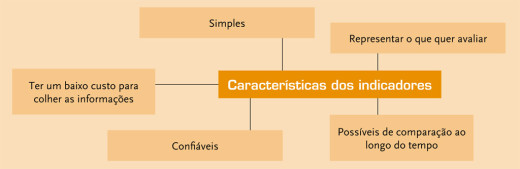 Simples
Representar o que quer avaliar
Ter um baixo custo para
colher as informações
Características dos indicadores
Confiáveis
Possíveis de comparação ao
longo do tempo